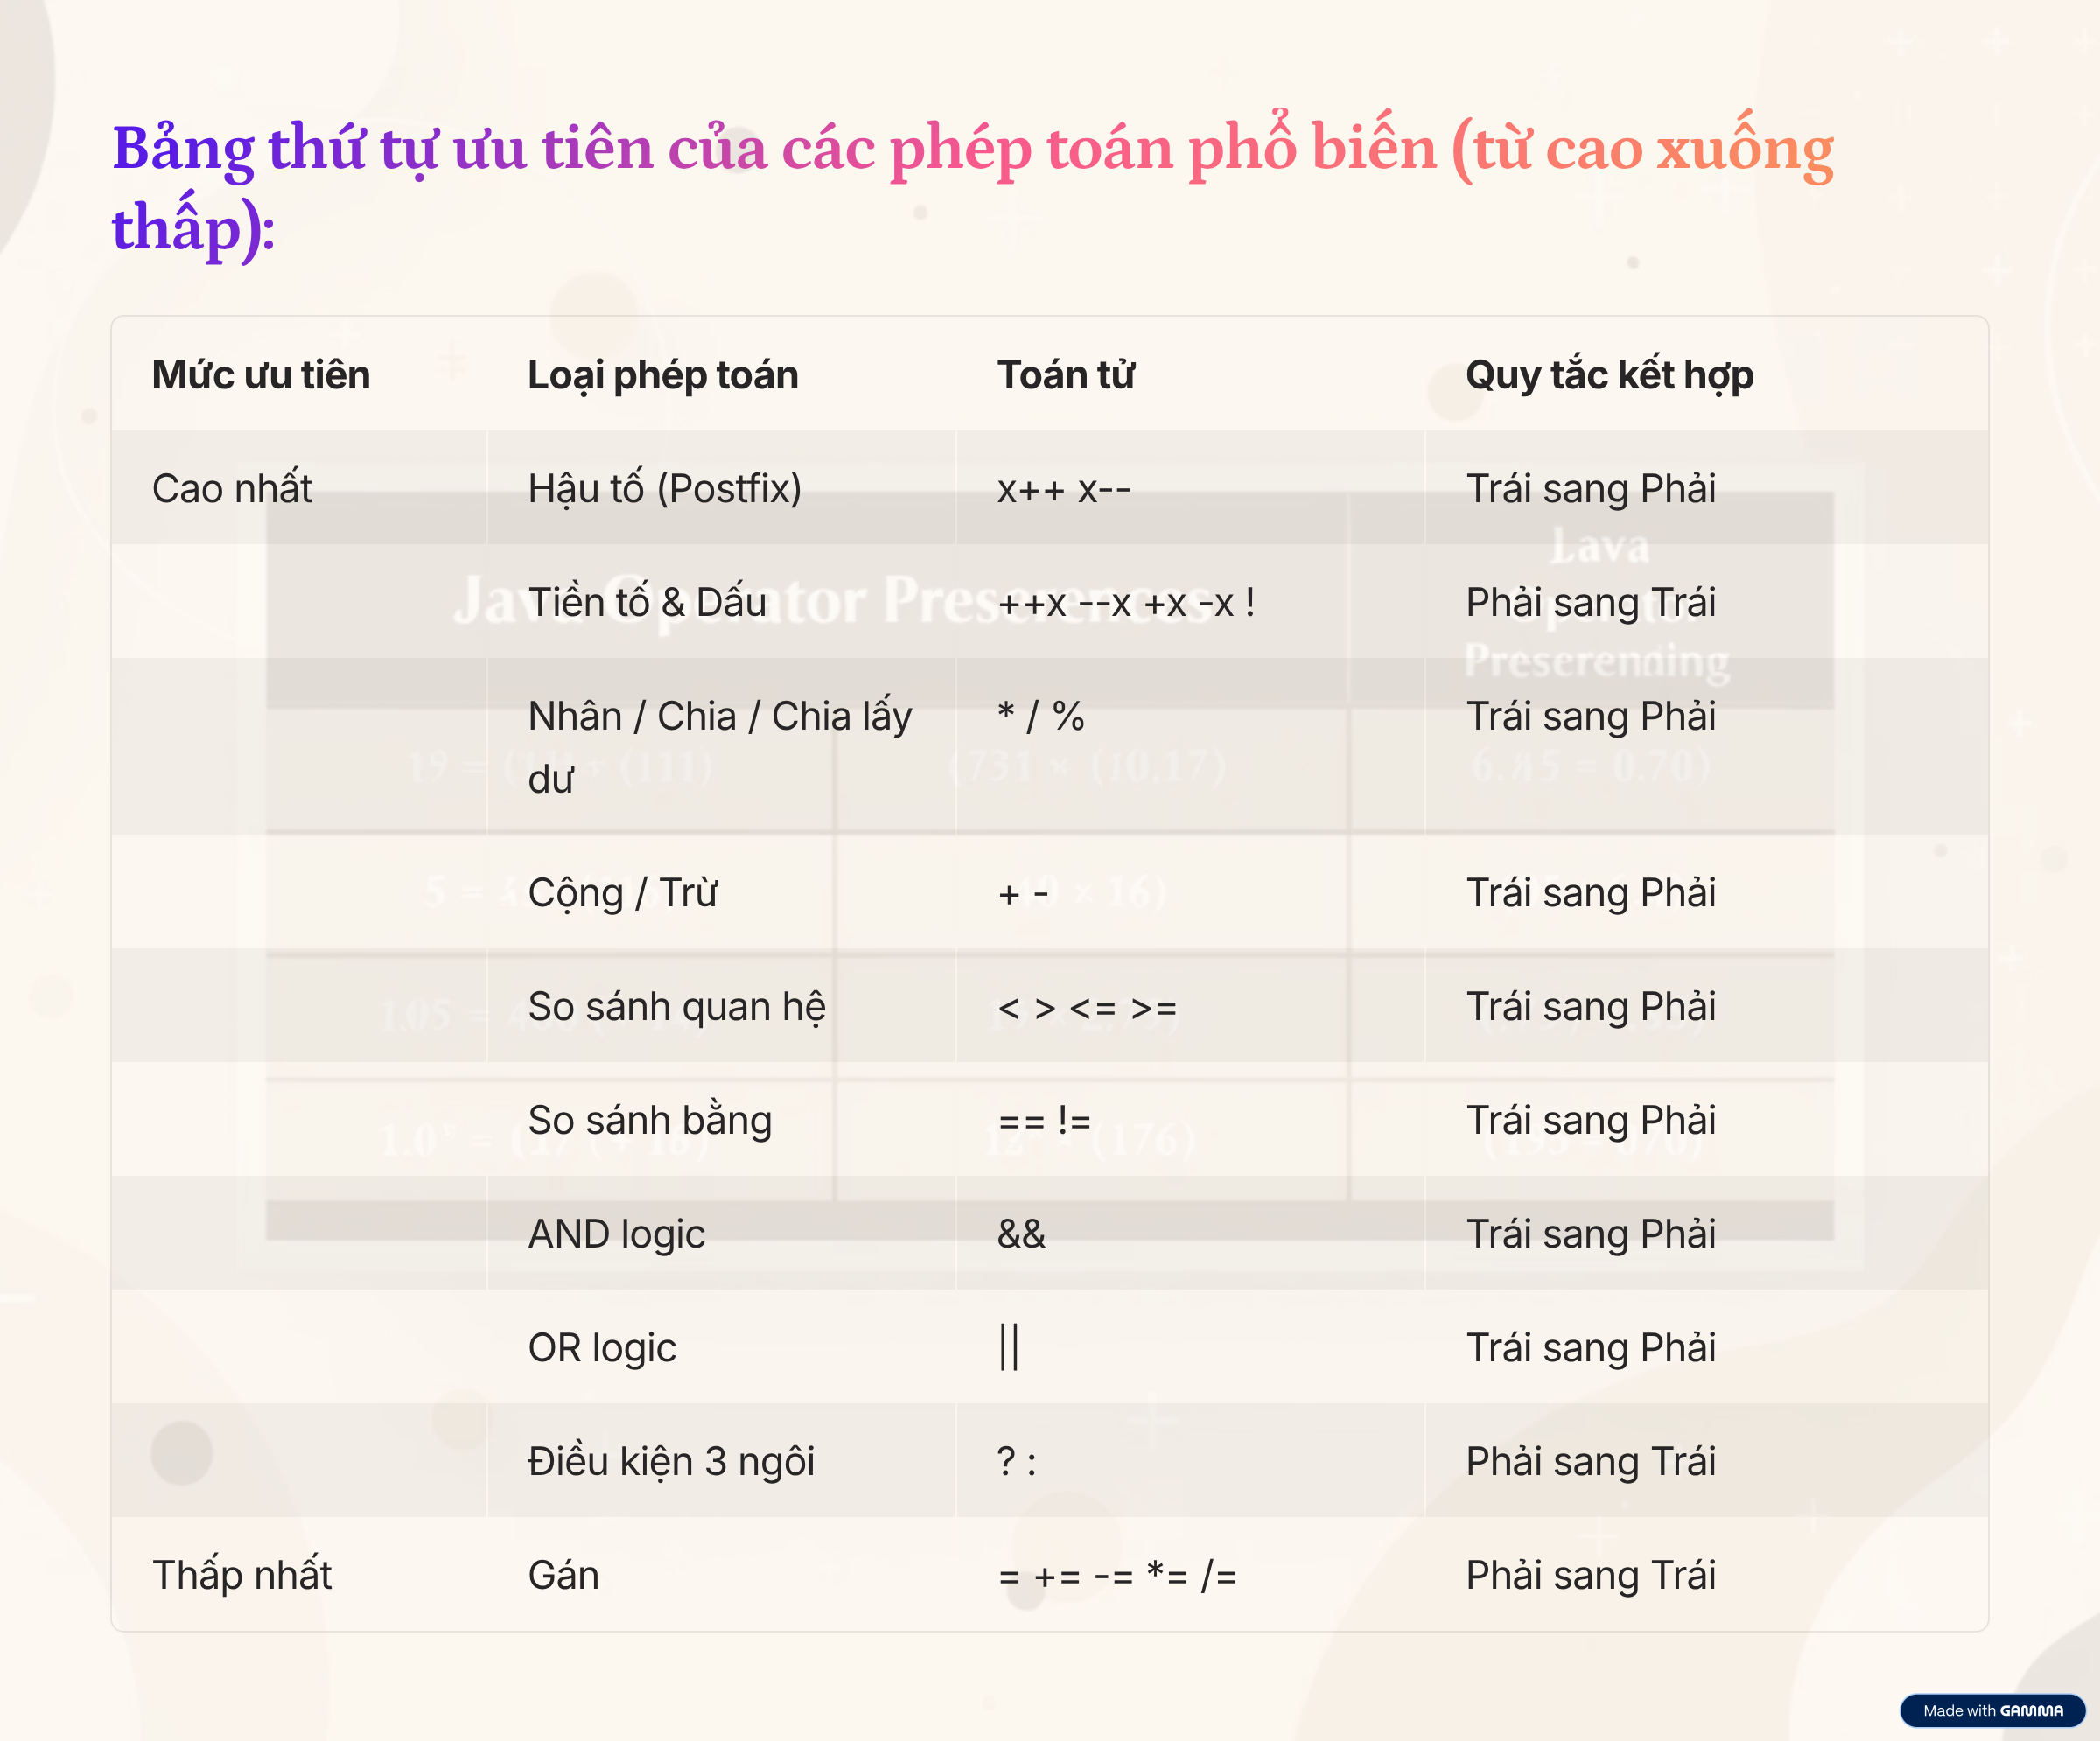 Bảng thứ tự ưu tiên của các phép toán phổ biến (từ cao xuống
thấp):
Mức ưu tiên Loại phép toán Toán tử Quy tắc kết hợp
Cao nhất Hậu tố (Postfix) x++ x-- Trái sang Phải
Tiền tố & Dấu ++x --x +x -x ! Phải sang Trái
Nhân / Chia / Chia lấy * / % Trái sang Phải
dư
Cộng / Trừ + - Trái sang Phải
So sánh quan hệ < > <= >= Trái sang Phải
So sánh bằng == != Trái sang Phải
AND logic && Trái sang Phải
OR logic || Trái sang Phải
Điều kiện 3 ngôi ? : Phải sang Trái
Thấp nhất Gán = += -= *= /= Phải sang Trái
Java Operator Preserences
Preserending
Made with GAMMA